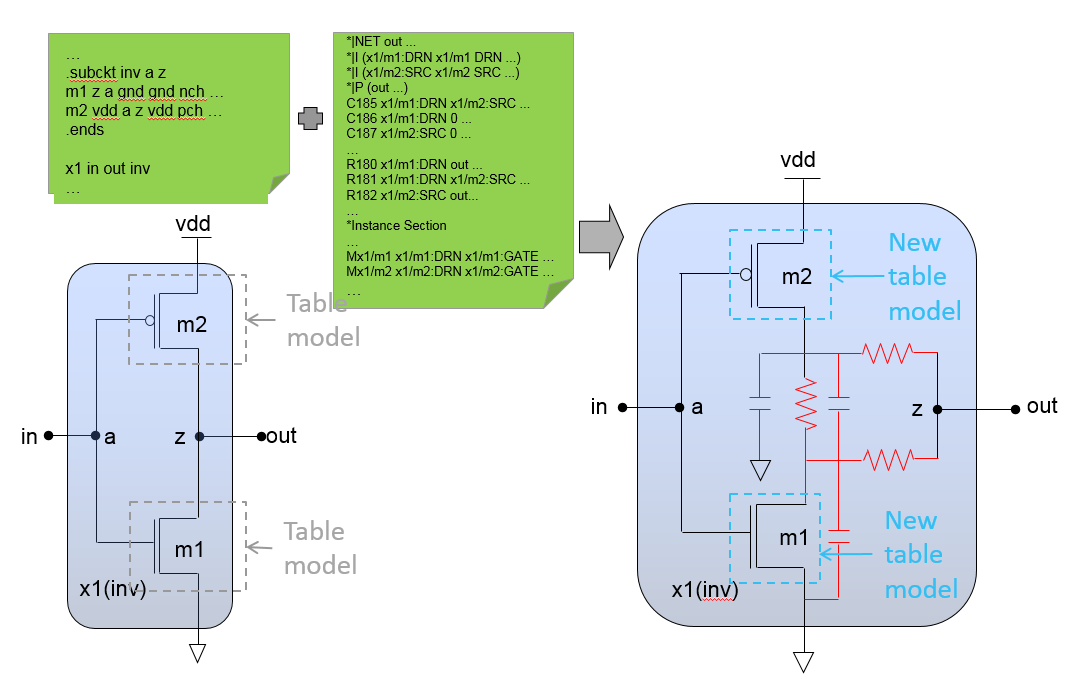 …
.subckt inv a z
m1 z a gnd gnd nch …
m2 vdd a z vdd pch …
.ends
x1 in out inv
…
*|NET out ...
*|I (x1/m1:DRN x1/m1 DRN ...)
*|I (x1/m2:SRC x1/m2 SRC ...)
*|P (out ...)
C185 x1/m1:DRN x1/m2:SRC ...
C186 x1/m1:DRN 0 ...
C187 x1/m2:SRC 0 ...
…
R180 x1/m1:DRN out ...
R181 x1/m1:DRN x1/m2:SRC ...
R182 x1/m2:SRC out...
…
*Instance Section
…
Mx1/m1 x1/m1:DRN x1/m1:GATE …
Mx1/m2 x1/m2:DRN x1/m2:GATE …
…
vdd
m2
Table
model
in
a
z
out
m1
Table
model
x1(inv)
vdd
m2
New
table
model
in
a
z
out
m1
New
table
model
x1(inv)